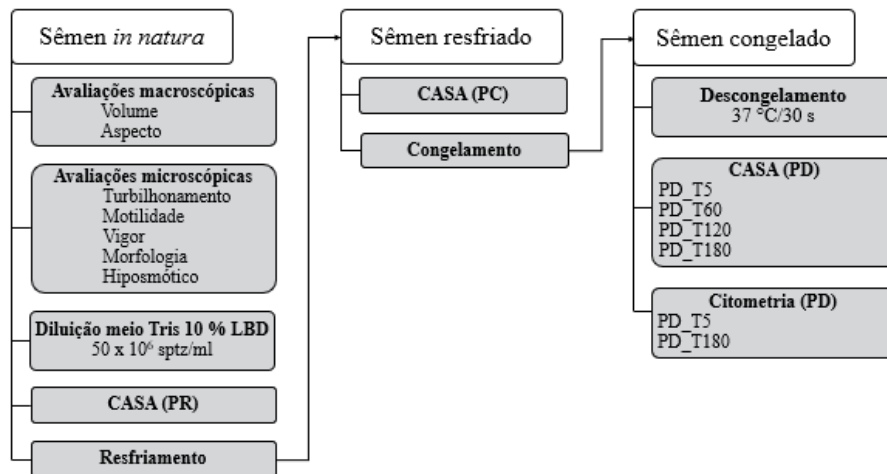 Sêmen in natura
Avaliações macroscópicas
Volume
Aspecto
Avaliações microscópicas
Turbilhonamento
Motilidade
Vigor
Morfologia
Hiposmótico
Diluição meio Tris 10 % LBD
50 x 10⁶ sptz/ml
CASA (PR)
Resfriamento
Sêmen resfriado
CASA (PC)
Congelamento
Sêmen congelado
Descongelamento
37 °C/30 s
CASA (PD)
PD_T5
PD_T60
PD_T120
PD_T180
Citometria (PD)
PD_T5
PD_T180